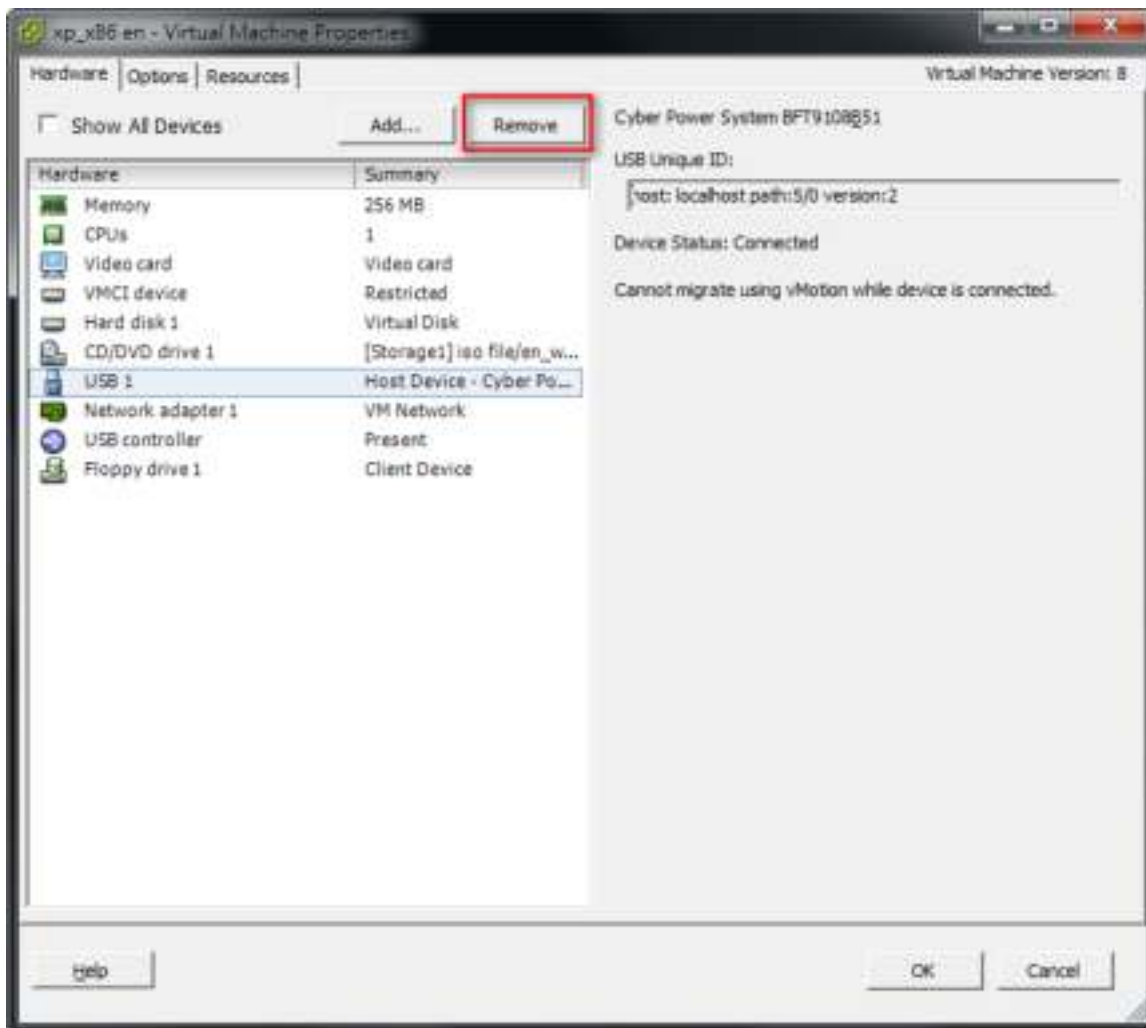 xp_x86 en - Virtual Machine Properties
Hardware Options Resources Virtual Machine Version: 8
Show All Devices Add... Remove
Cyber Power System BFT9108B51
USB Unique ID:
host: localhost path:5/0 version:2
Device Status: Connected
Cannot migrate using vMotion while device is connected.
Hardware Summary
Memory 256 MB
CPUs 1
Video card Video card
VMCI device Restricted
Hard disk 1 Virtual Disk
CD/DVD drive 1 [Storage1] iso file/en_w...
USB 1 Host Device - Cyber Po...
Network adapter 1 VM Network
USB controller Present
Floppy drive 1 Client Device
Help OK Cancel